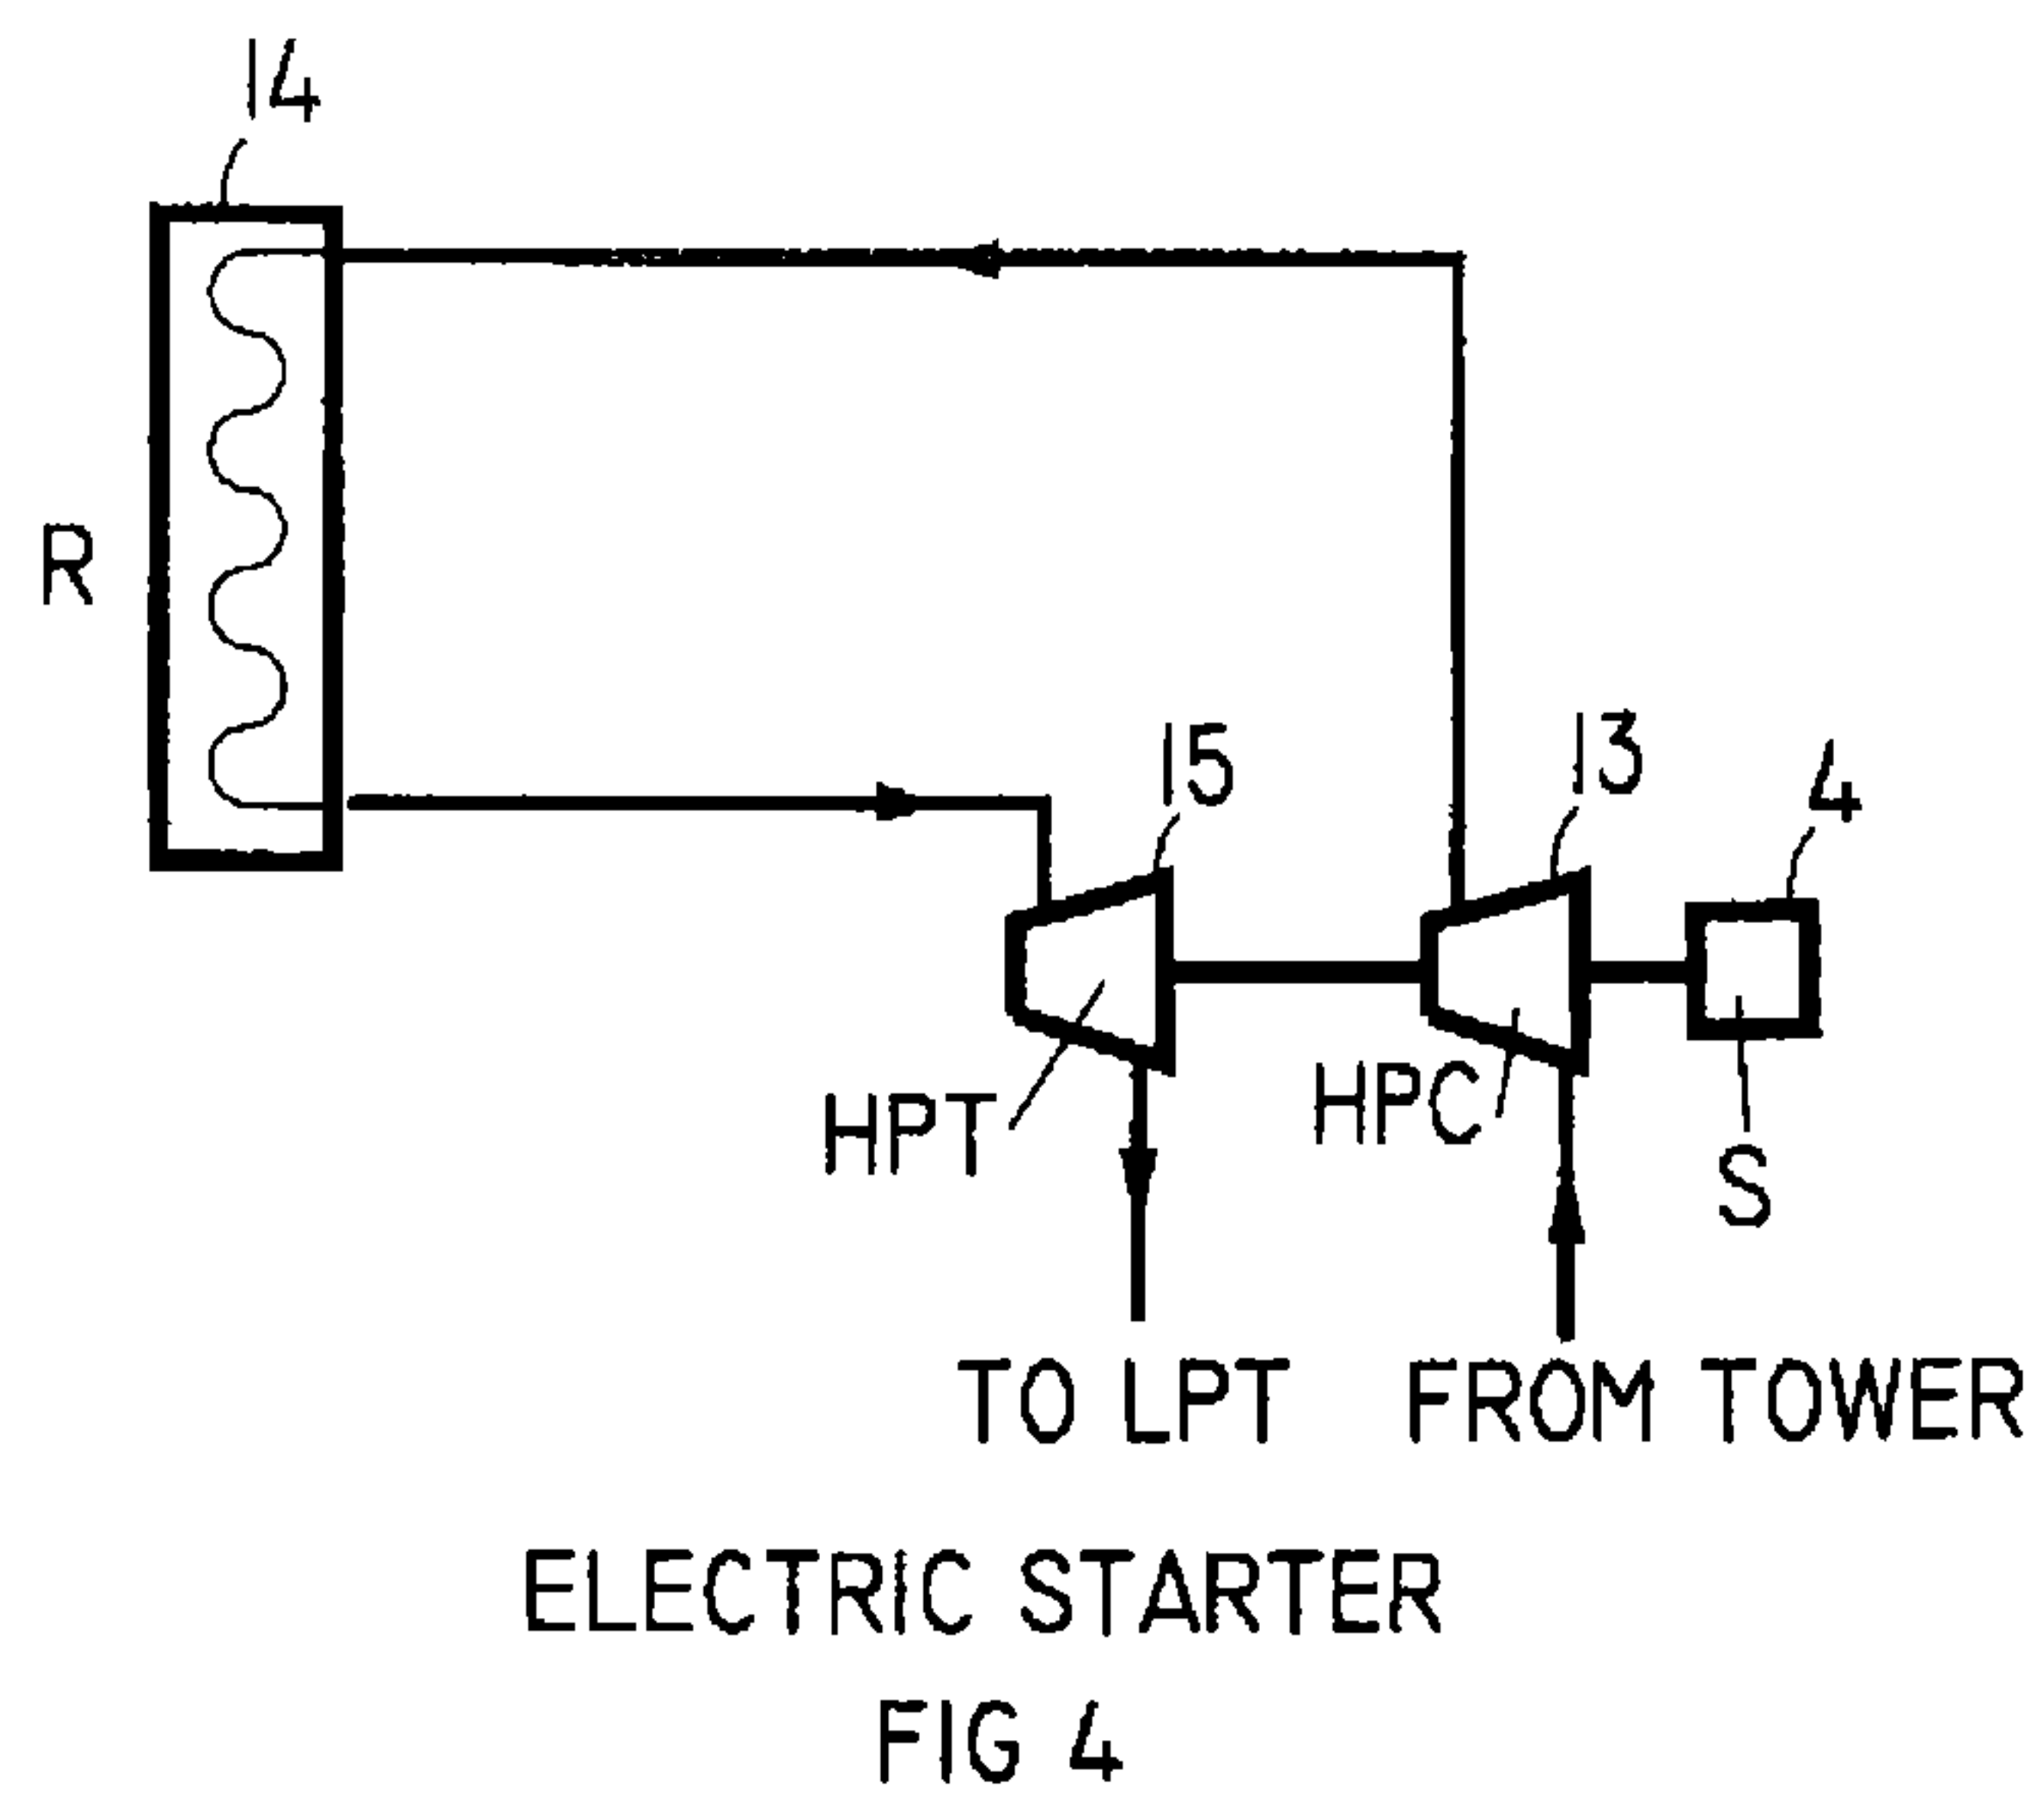 14
R
15
13
4
HPT
HPC
S
TO LPT
FROM TOWER
ELECTRIC STARTER
FIG 4